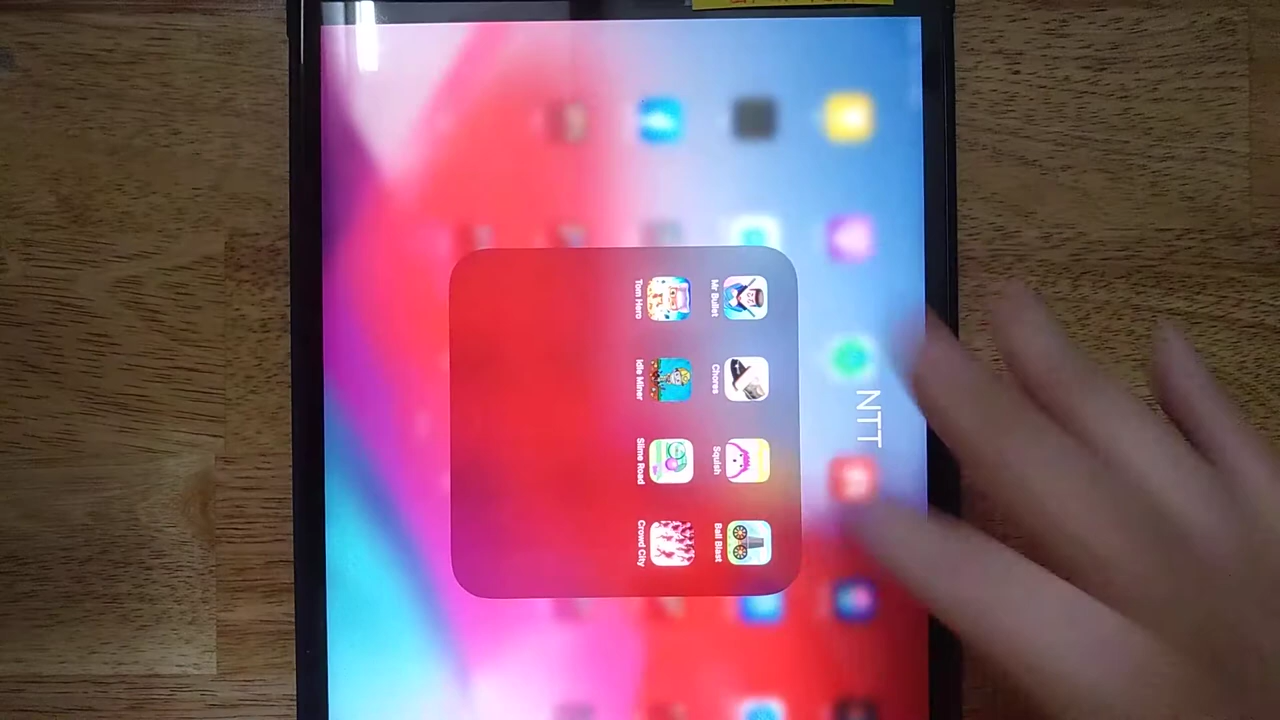 NTT
Mr Bullet
Chores
Squish
Ball Blast
Tom Hero
Idle Miner
Slime Road
Crowd City